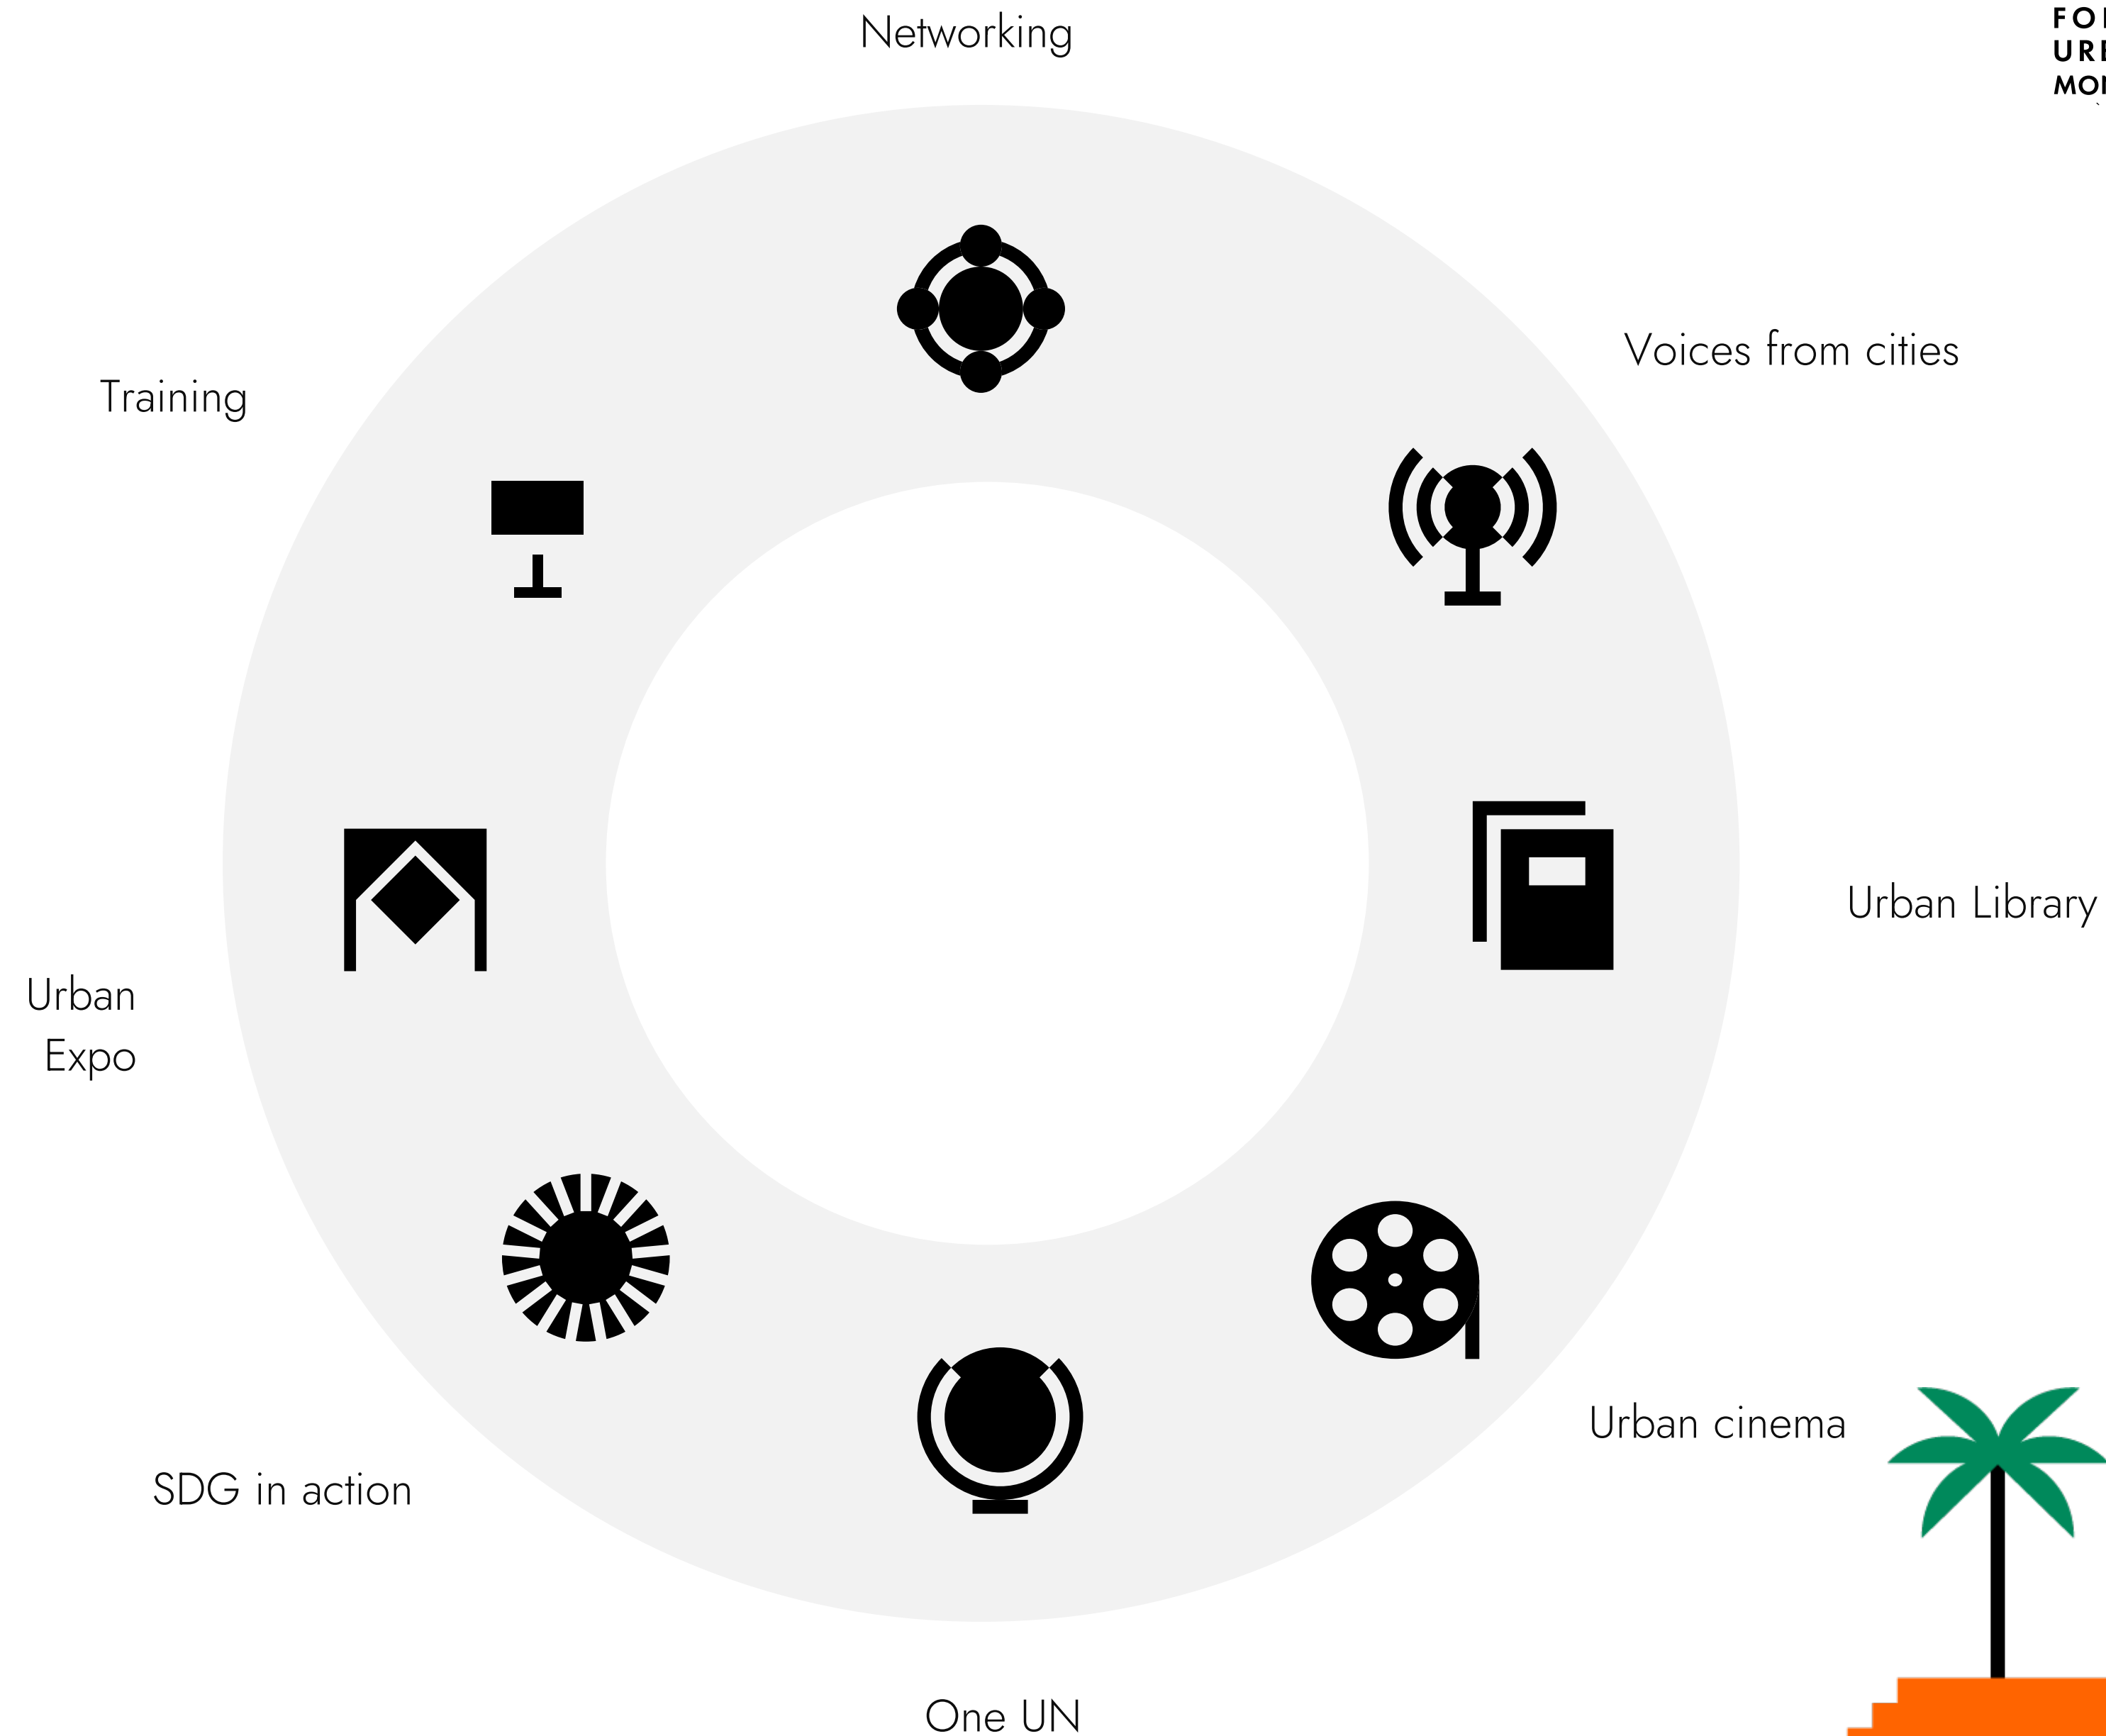 Networking
Voices from cities
Training
Urban Library
Urban
Expo
Urban cinema
SDG in action
One UN